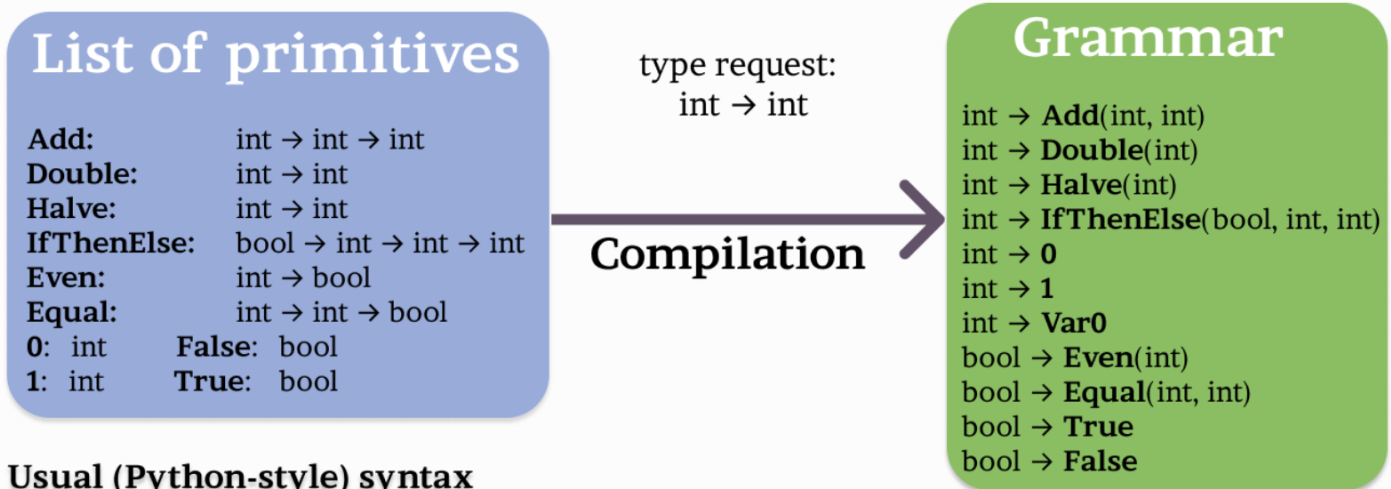 List of primitives
Add: int → int → int
Double: int → int
Halve: int → int
IfThenElse: bool → int → int → int
Even: int → bool
Equal: int → int → bool
0: int False: bool
1: int True: bool
type request:
int → int
Compilation
Grammar
int → Add(int, int)
int → Double(int)
int → Halve(int)
int → IfThenElse(bool, int, int)
int → 0
int → 1
int → Var0
bool → Even(int)
bool → Equal(int, int)
bool → True
bool → False
Usual (Python-style) syntax